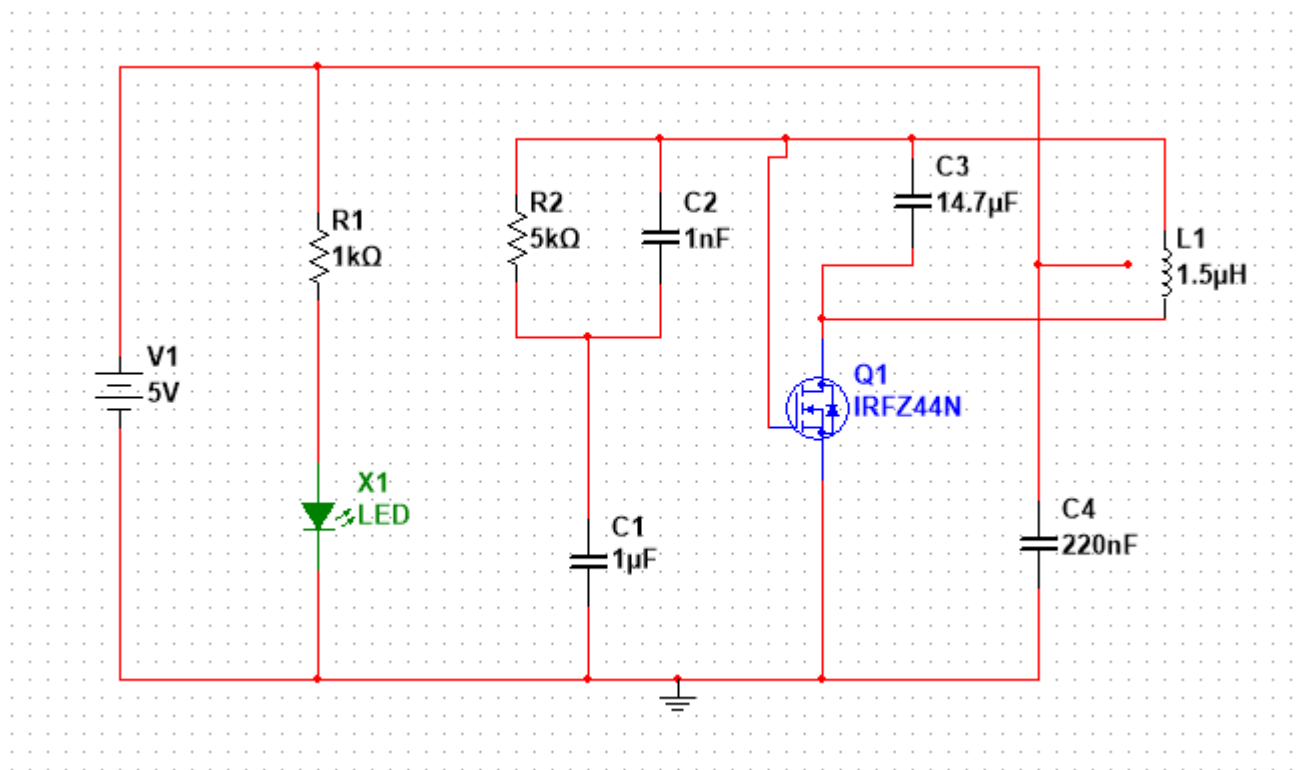 C3
14.7µF
R2
5kΩ
C2
1nF
R1
1kΩ
L1
1.5µH
V1
5V
Q1
IRFZ44N
X1
LED
C1
1µF
C4
220nF